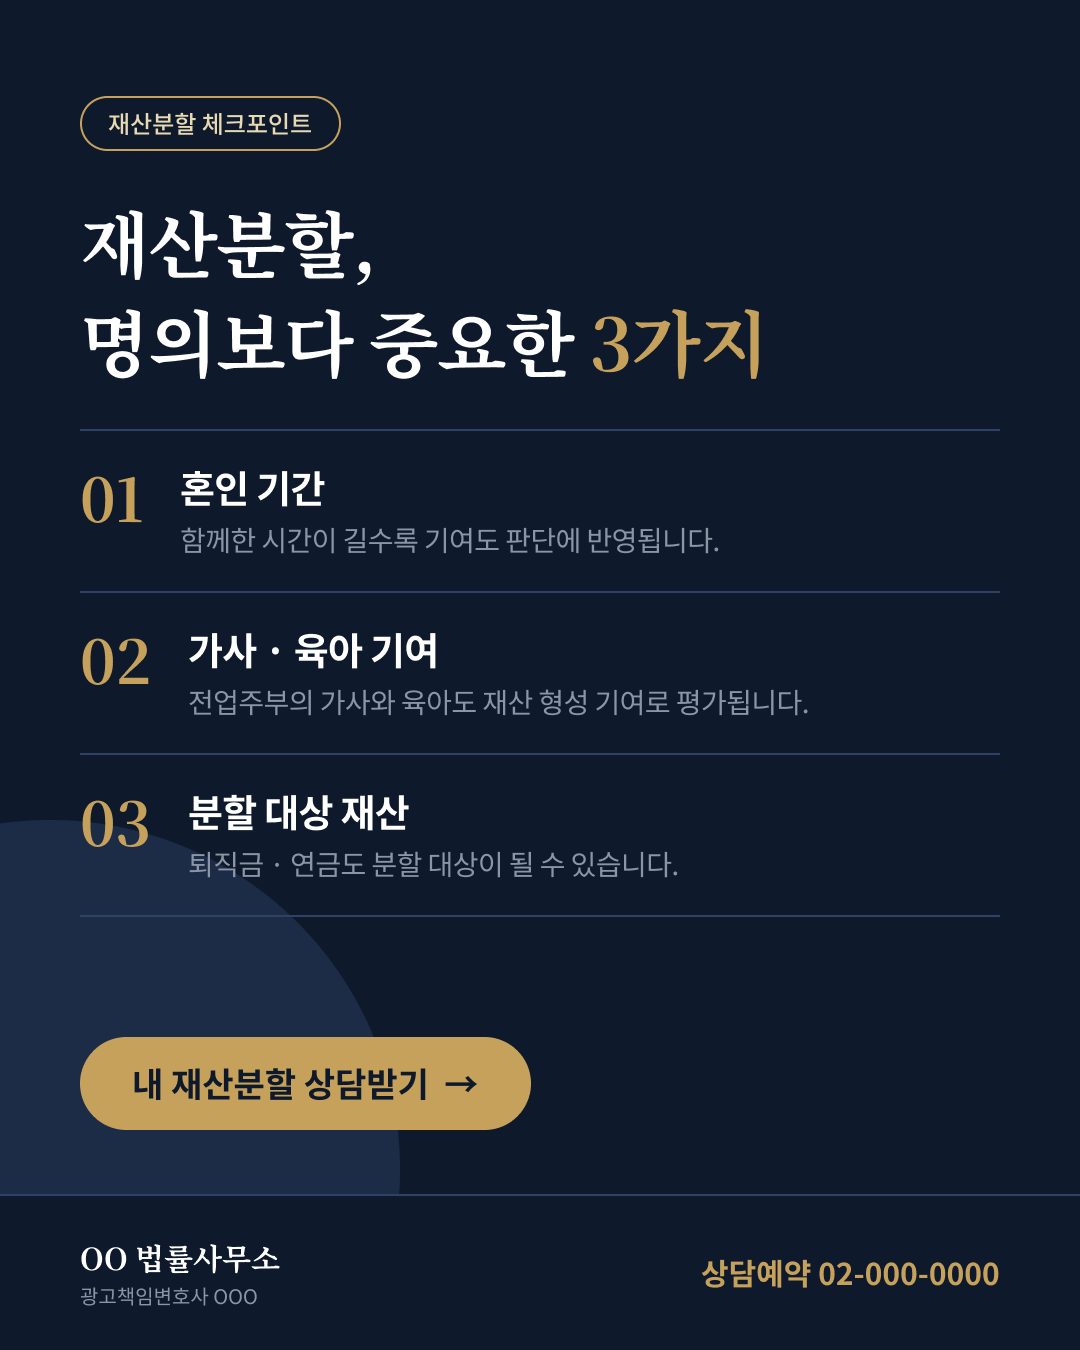 재산분할 체크포인트
재산분할,
명의보다 중요한 3가지
01 혼인 기간
함께한 시간이 길수록 기여도 판단에 반영됩니다.
02 가사 · 육아 기여
전업주부의 가사와 육아도 재산 형성 기여로 평가됩니다.
03 분할 대상 재산
퇴직금 · 연금도 분할 대상이 될 수 있습니다.
내 재산분할 상담받기 →
OO 법률사무소
광고책임변호사 OOO
상담예약 02-000-0000